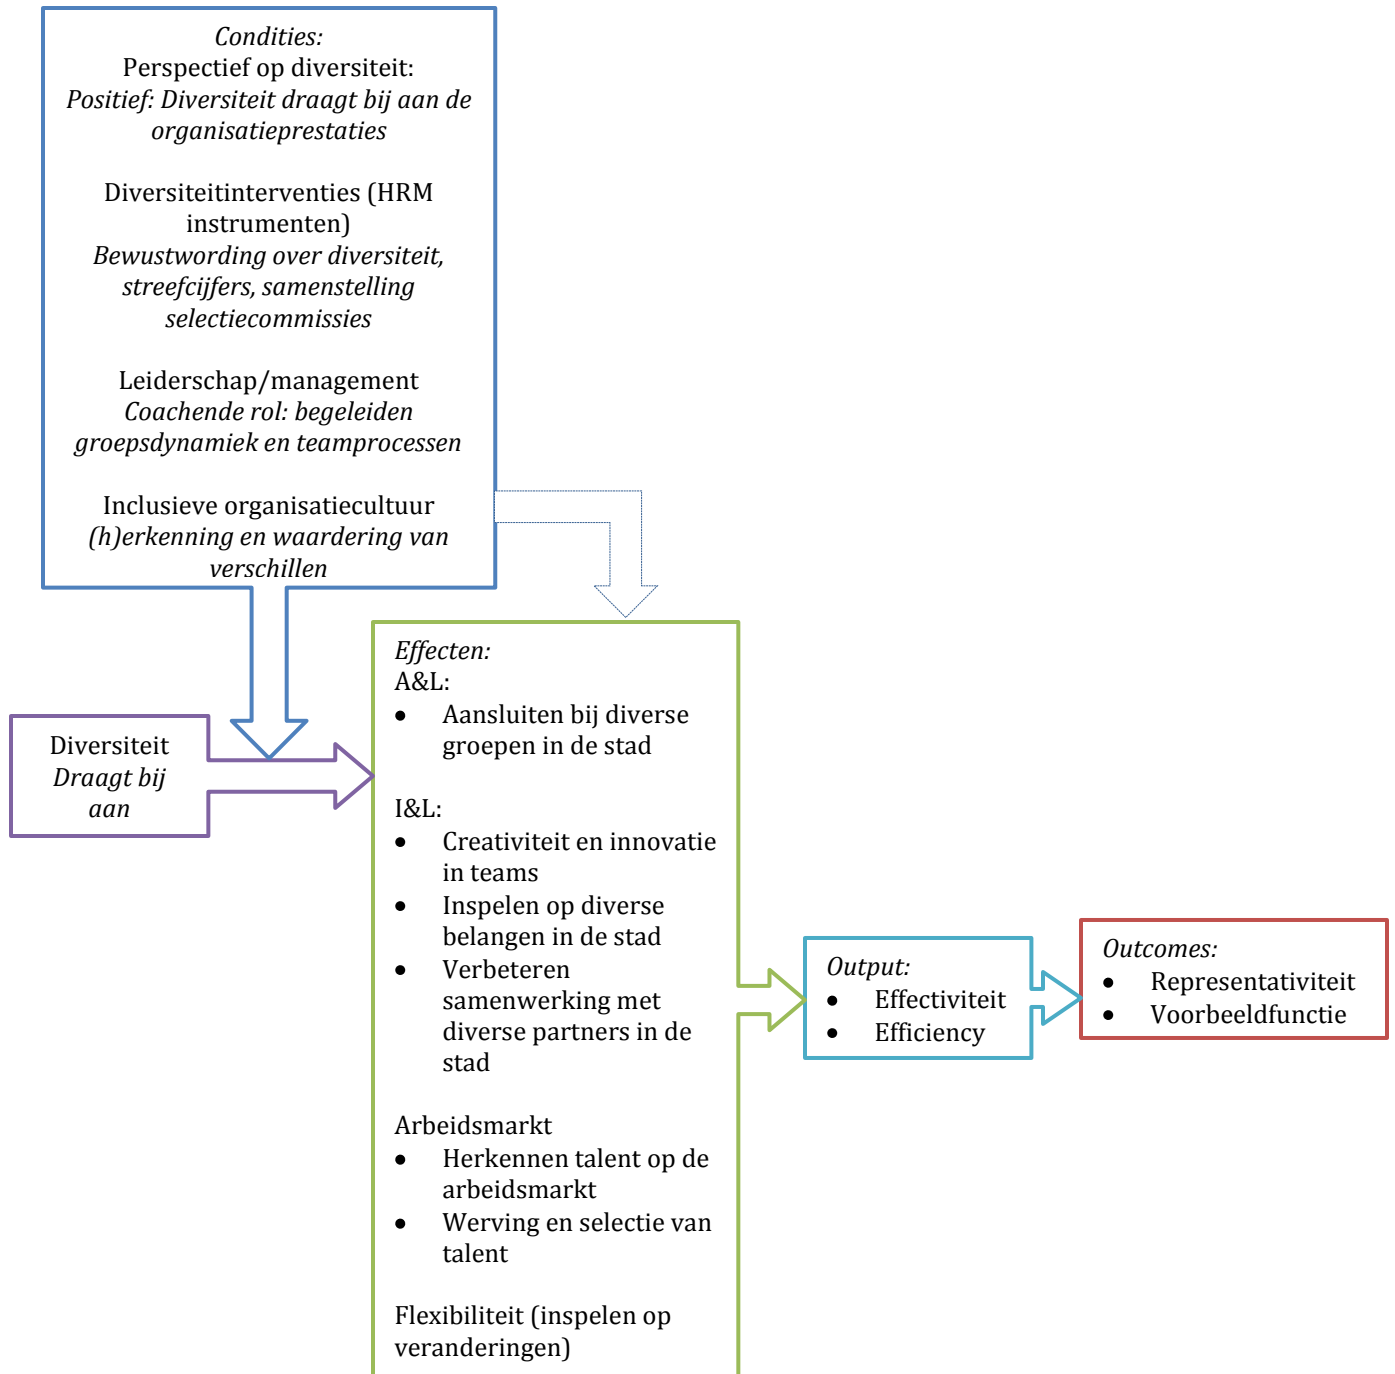 Condities:
Perspectief op diversiteit:
Positief: Diversiteit draagt bij aan de
organisatieprestaties
Diversiteitinterventies (HRM
instrumenten)
Bewustwording over diversiteit,
streefcijfers, samenstelling
selectiecommissies
Leiderschap/management
Coachende rol: begeleiden
groepsdynamiek en teamprocessen
Inclusieve organisatiecultuur
(h)erkenning en waardering van
verschillen
Diversiteit
Draagt bij
aan
Effecten:
A&L:
• Aansluiten bij diverse
groepen in de stad
I&L:
• Creativiteit en innovatie
in teams
• Inspelen op diverse
belangen in de stad
• Verbeteren
samenwerking met
diverse partners in de
stad
Arbeidsmarkt
• Herkennen talent op de
arbeidsmarkt
• Werving en selectie van
talent
Flexibiliteit (inspelen op
veranderingen)
Output:
• Effectiviteit
• Efficiency
Outcomes:
• Representativiteit
• Voorbeeldfunctie